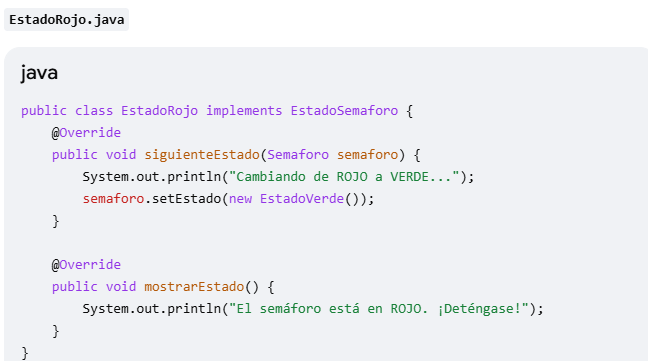 EstadoRojo.java
java
public class EstadoRojo implements EstadoSemaforo {
    @Override
    public void siguienteEstado(Semaforo semaforo) {
        System.out.println("Cambiando de ROJO a VERDE...");
        semaforo.setEstado(new EstadoVerde());
    }

    @Override
    public void mostrarEstado() {
        System.out.println("El semáforo está en ROJO. ¡Deténgase!");
    }
}